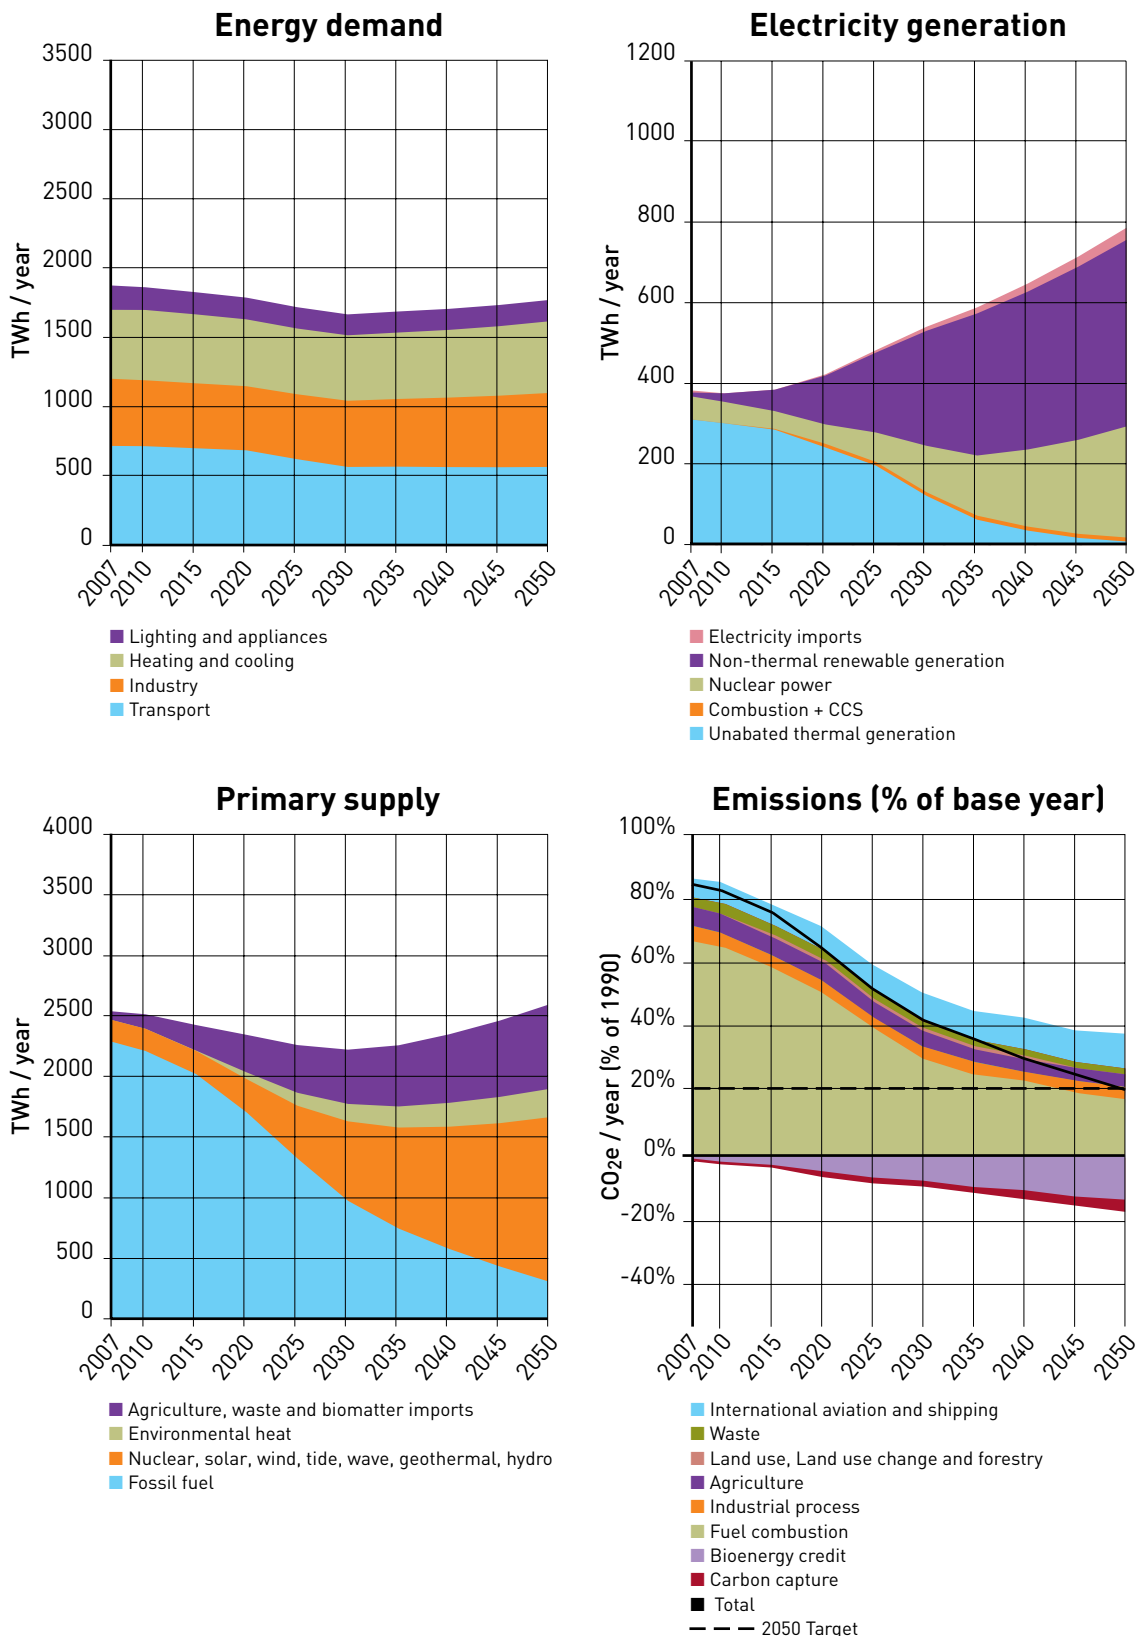 Energy demand
3500
3000
2500
2000
1500
1000
500
0
TWh / year
2007
2010
2015
2020
2025
2030
2035
2040
2045
2050
Lighting and appliances
Heating and cooling
Industry
Transport
Electricity generation
1200
1000
800
600
400
200
0
TWh / year
2007
2010
2015
2020
2025
2030
2035
2040
2045
2050
Electricity imports
Non-thermal renewable generation
Nuclear power
Combustion + CCS
Unabated thermal generation
Primary supply
4000
3500
3000
2500
2000
1500
1000
500
0
TWh / year
2007
2010
2015
2020
2025
2030
2035
2040
2045
2050
Agriculture, waste and biomatter imports
Environmental heat
Nuclear, solar, wind, tide, wave, geothermal, hydro
Fossil fuel
Emissions (% of base year)
100%
80%
60%
40%
20%
0%
-20%
-40%
CO₂e / year (% of 1990)
2007
2010
2015
2020
2025
2030
2035
2040
2045
2050
International aviation and shipping
Waste
Land use, Land use change and forestry
Agriculture
Industrial process
Fuel combustion
Bioenergy credit
Carbon capture
Total
2050 Target